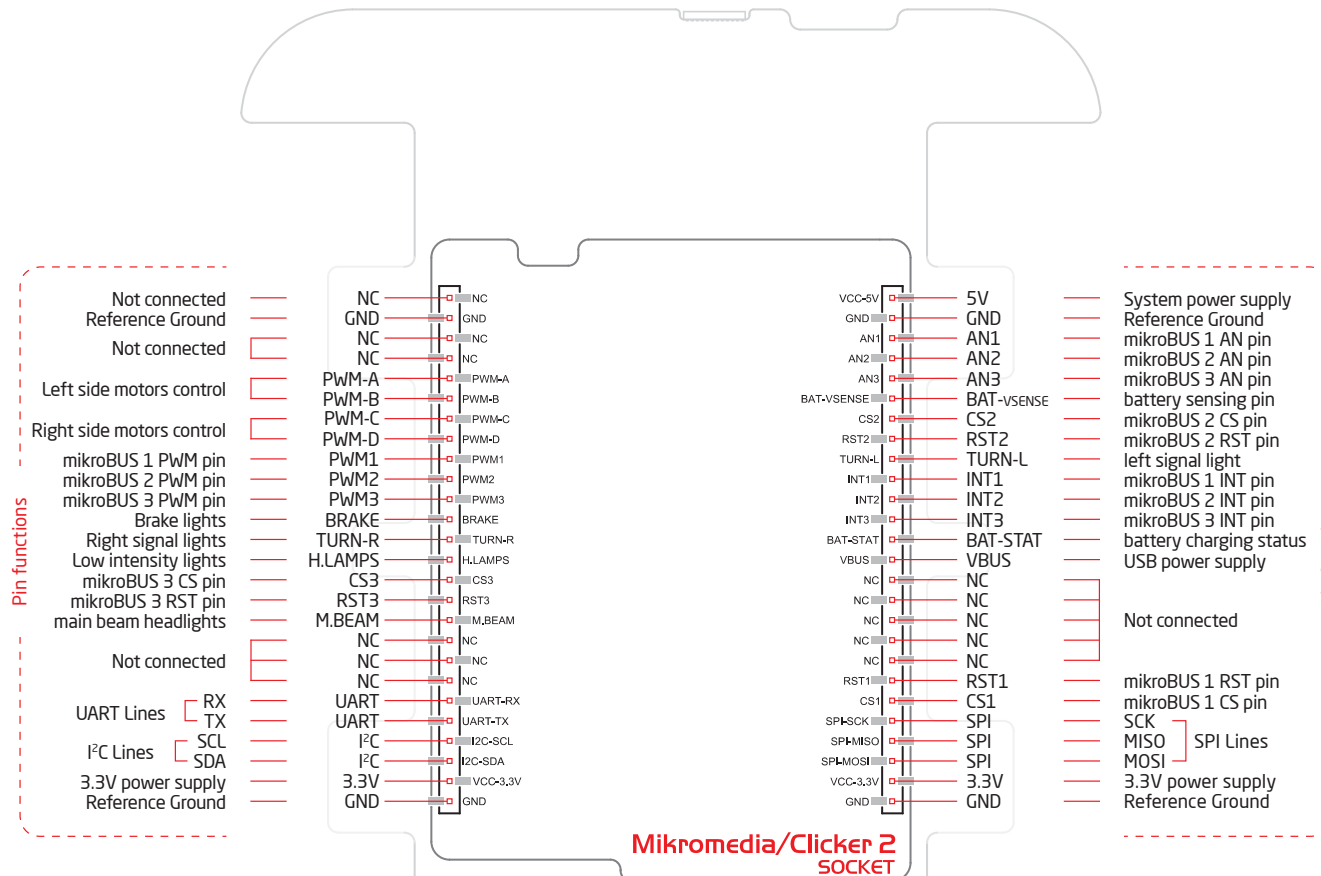 Pin functions
Not connected NC NC
Reference Ground GND GND
Not connected NC NC
NC NC
Left side motors control PWM-A PWM-A
PWM-B PWM-B
Right side motors control PWM-C PWM-C
PWM-D PWM-D
mikroBUS 1 PWM pin PWM1 PWM1
mikroBUS 2 PWM pin PWM2 PWM2
mikroBUS 3 PWM pin PWM3 PWM3
Brake lights BRAKE BRAKE
Right signal lights TURN-R TURN-R
Low intensity lights H.LAMPS H.LAMPS
mikroBUS 3 CS pin CS3 CS3
mikroBUS 3 RST pin RST3 RST3
main beam headlights M.BEAM M.BEAM
NC NC
Not connected NC NC
NC NC
UART Lines RX UART UART-RX
TX UART UART-TX
I²C Lines SCL I²C I2C-SCL
SDA I²C I2C-SDA
3.3V power supply 3.3V VCC-3.3V
Reference Ground GND GND
VCC-5V 5V System power supply
GND GND Reference Ground
AN1 AN1 mikroBUS 1 AN pin
AN2 AN2 mikroBUS 2 AN pin
AN3 AN3 mikroBUS 3 AN pin
BAT-VSENSE BAT-VSENSE battery sensing pin
CS2 CS2 mikroBUS 2 CS pin
RST2 RST2 mikroBUS 2 RST pin
TURN-L TURN-L left signal light
INT1 INT1 mikroBUS 1 INT pin
INT2 INT2 mikroBUS 2 INT pin
INT3 INT3 mikroBUS 3 INT pin
BAT-STAT BAT-STAT battery charging status
VBUS VBUS USB power supply
NC NC
NC NC
NC NC Not connected
NC NC
NC NC
RST1 RST1 mikroBUS 1 RST pin
CS1 CS1 mikroBUS 1 CS pin
SPI-SCK SPI SCK
SPI-MISO SPI MISO SPI Lines
SPI-MOSI SPI MOSI
VCC-3.3V 3.3V 3.3V power supply
GND GND Reference Ground
Mikromedia/Clicker 2
SOCKET